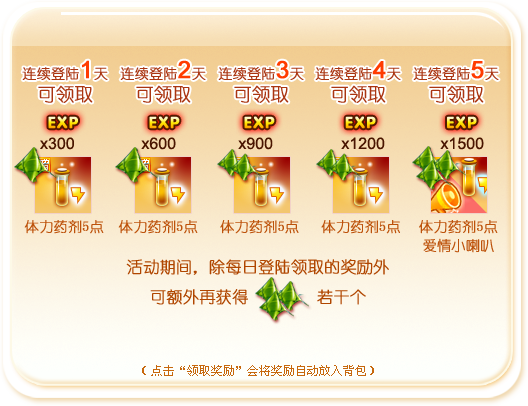 连续登陆1天 连续登陆2天 连续登陆3天 连续登陆4天 连续登陆5天
可领取 可领取 可领取 可领取 可领取
EXP EXP EXP EXP EXP
x300 x600 x900 x1200 x1500
体力药剂5点 体力药剂5点 体力药剂5点 体力药剂5点 体力药剂5点
爱情小喇叭
活动期间，除每日登陆领取的奖励外
可额外再获得 若干个
（点击“领取奖励”会将奖励自动放入背包）